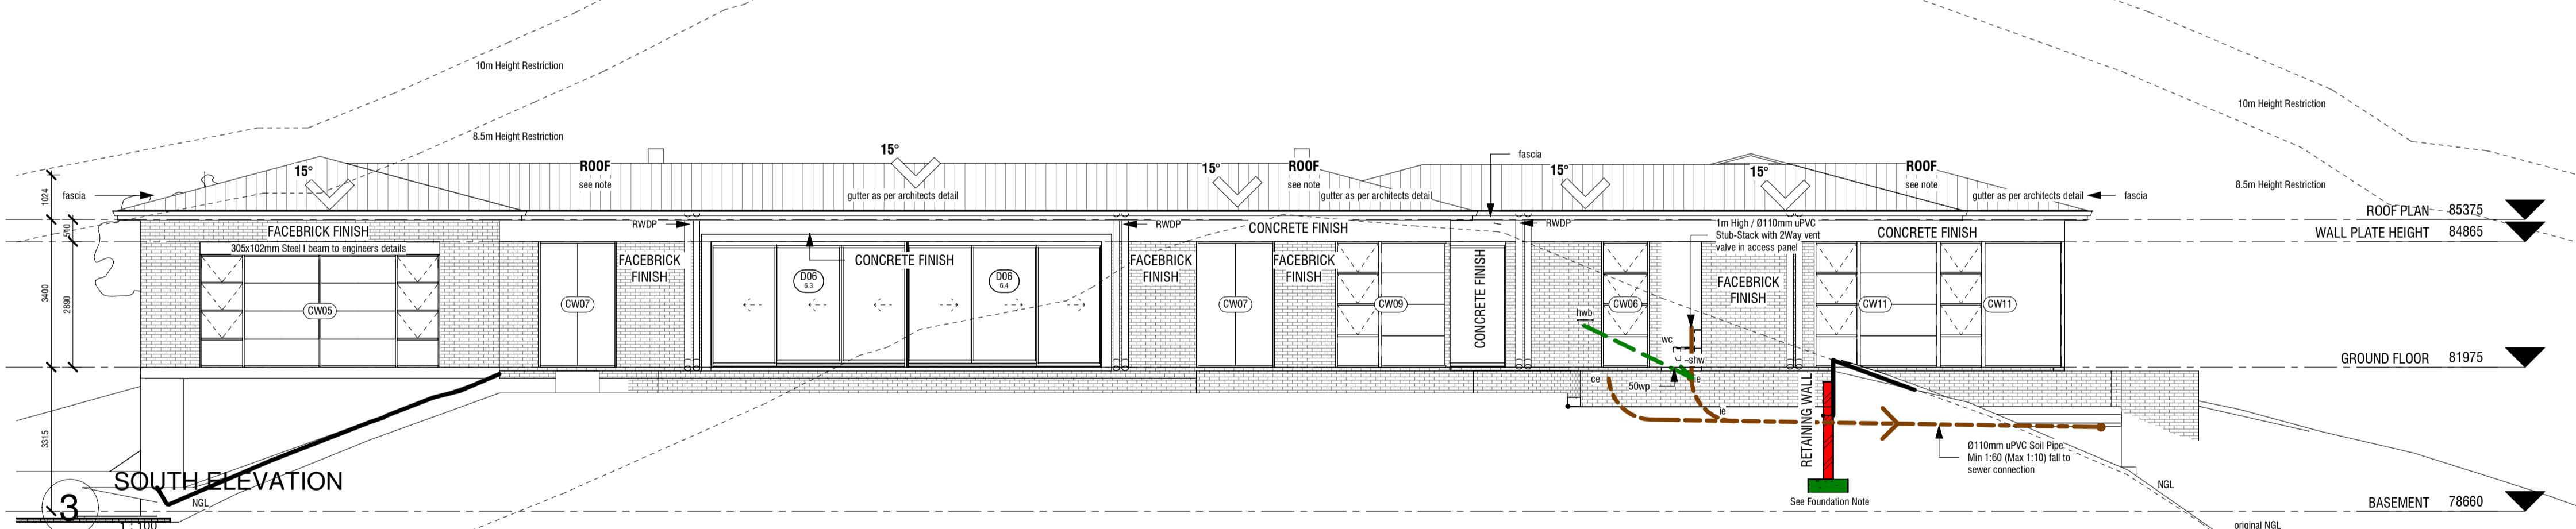 10m Height Restriction
10m Height Restriction
8.5m Height Restriction
8.5m Height Restriction
fascia
15°
ROOF
see note
15°
gutter as per architects detail
15°
ROOF
see note
gutter as per architects detail
fascia
15°
15°
ROOF
see note
gutter as per architects detail
fascia
ROOF PLAN 85375
WALL PLATE HEIGHT 84865
GROUND FLOOR 81975
BASEMENT 78660
1024
510
3400
2890
3315
FACEBRICK FINISH
305x102mm Steel I beam to engineers details
CW05
CW07
FACEBRICK
FINISH
RWDP
D06
6.3
CONCRETE FINISH
D06
6.4
RWDP
FACEBRICK
FINISH
CW07
CONCRETE FINISH
FACEBRICK
FINISH
CW09
CONCRETE FINISH
RWDP
hwb
CW06
1m High / Ø110mm uPVC
Stub-Stack with 2Way vent
valve in access panel
FACEBRICK
FINISH
wc
shw
ie
50wp
ce
ie
CONCRETE FINISH
CW11
CW11
RETAINING WALL
Ø110mm uPVC Soil Pipe
Min 1:60 (Max 1:10) fall to
sewer connection
See Foundation Note
NGL
original NGL
3
SOUTH ELEVATION
1 : 100
NGL